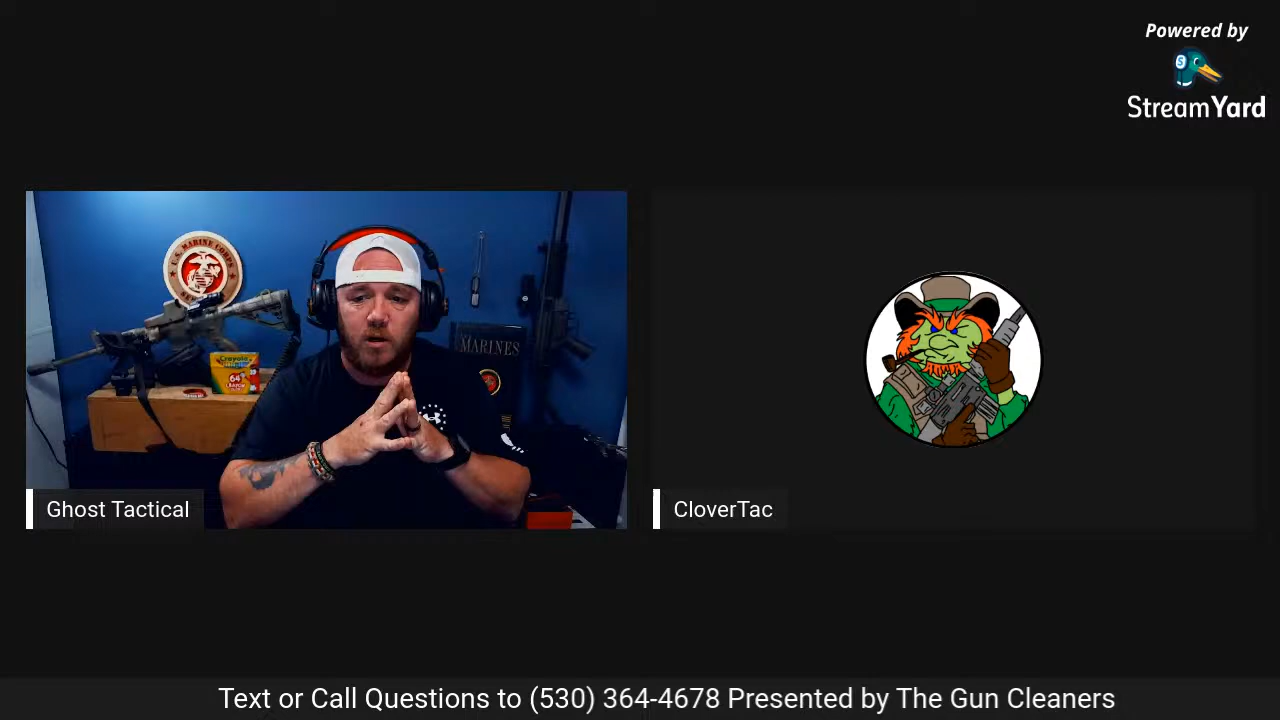 Powered by
StreamYard
U.S. MARINE CORPS
Crayola
64
CRAYONS
MARINES
Ghost Tactical
CloverTac
Text or Call Questions to (530) 364-4678 Presented by The Gun Cleaners